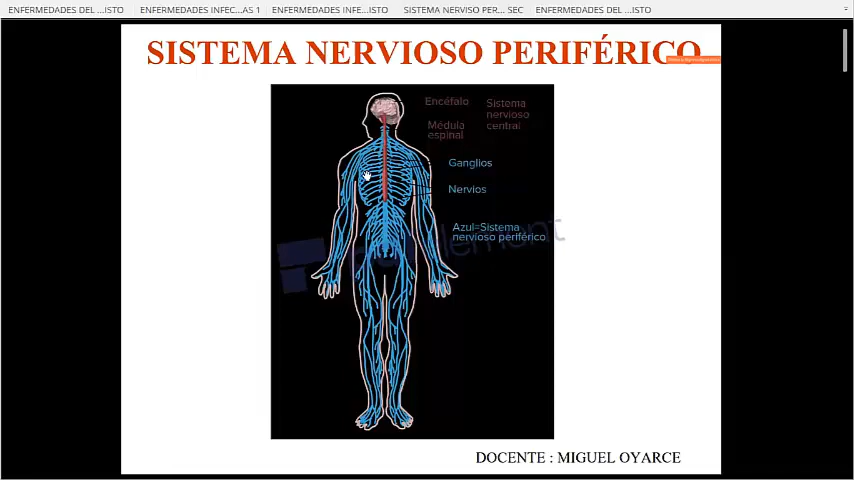 ENFERMEDADES DEL ...ISTO
ENFERMEDADES INFEC...AS 1
ENFERMEDADES INFE...ISTO
SISTEMA NERVISO PER... SEC
ENFERMEDADES DEL ...ISTO
SISTEMA NERVIOSO PERIFÉRICO
Encéfalo
Sistema
nervioso
central
Médula
espinal
Ganglios
Nervios
Azul=Sistema
nervioso periférico
DOCENTE : MIGUEL OYARCE